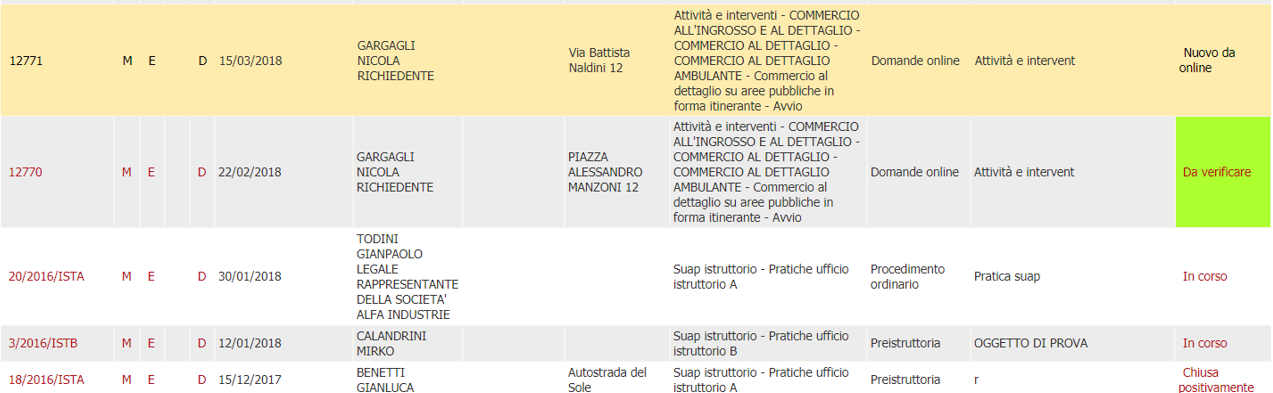 12771 M E D 15/03/2018
GARGAGLI
NICOLA
RICHIEDENTE
Via Battista
Naldini 12
Attività e interventi - COMMERCIO
ALL'INGROSSO E AL DETTAGLIO -
COMMERCIO AL DETTAGLIO -
COMMERCIO AL DETTAGLIO
AMBULANTE - Commercio al
dettaglio su aree pubbliche in
forma itinerante - Avvio
Domande online
Attività e intervent
Nuovo da
online
12770 M E D 22/02/2018
GARGAGLI
NICOLA
RICHIEDENTE
PIAZZA
ALESSANDRO
MANZONI 12
Attività e interventi - COMMERCIO
ALL'INGROSSO E AL DETTAGLIO -
COMMERCIO AL DETTAGLIO -
COMMERCIO AL DETTAGLIO
AMBULANTE - Commercio al
dettaglio su aree pubbliche in
forma itinerante - Avvio
Domande online
Attività e intervent
Da verificare
20/2016/ISTA M E D 30/01/2018
TODINI
GIANPAOLO
LEGALE
RAPPRESENTANTE
DELLA SOCIETA'
ALFA INDUSTRIE
Suap istruttorio - Pratiche ufficio
istruttorio A
Procedimento
ordinario
Pratica suap
In corso
3/2016/ISTB M E D 12/01/2018
CALANDRINI
MIRKO
Suap istruttorio - Pratiche ufficio
istruttorio B
Preistruttoria
OGGETTO DI PROVA
In corso
18/2016/ISTA M E D 15/12/2017
BENETTI
GIANLUCA
Autostrada del
Sole
Suap istruttorio - Pratiche ufficio
istruttorio A
Preistruttoria
r
Chiusa
positivamente